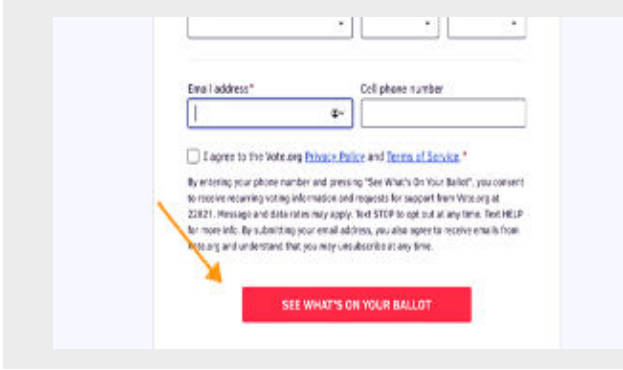 Email address* Cell phone number
I agree to the Vote.org Privacy Policy and Terms of Service.*
By entering your phone number and pressing "See What's On Your Ballot", you consent
to receive recurring voting information and requests for support from Vote.org at
22821. Message and data rates may apply. Text STOP to opt out at any time. Text HELP
for more info. By submitting your email address, you also agree to receive emails from
Vote.org and understand that you may unsubscribe at any time.
SEE WHAT'S ON YOUR BALLOT